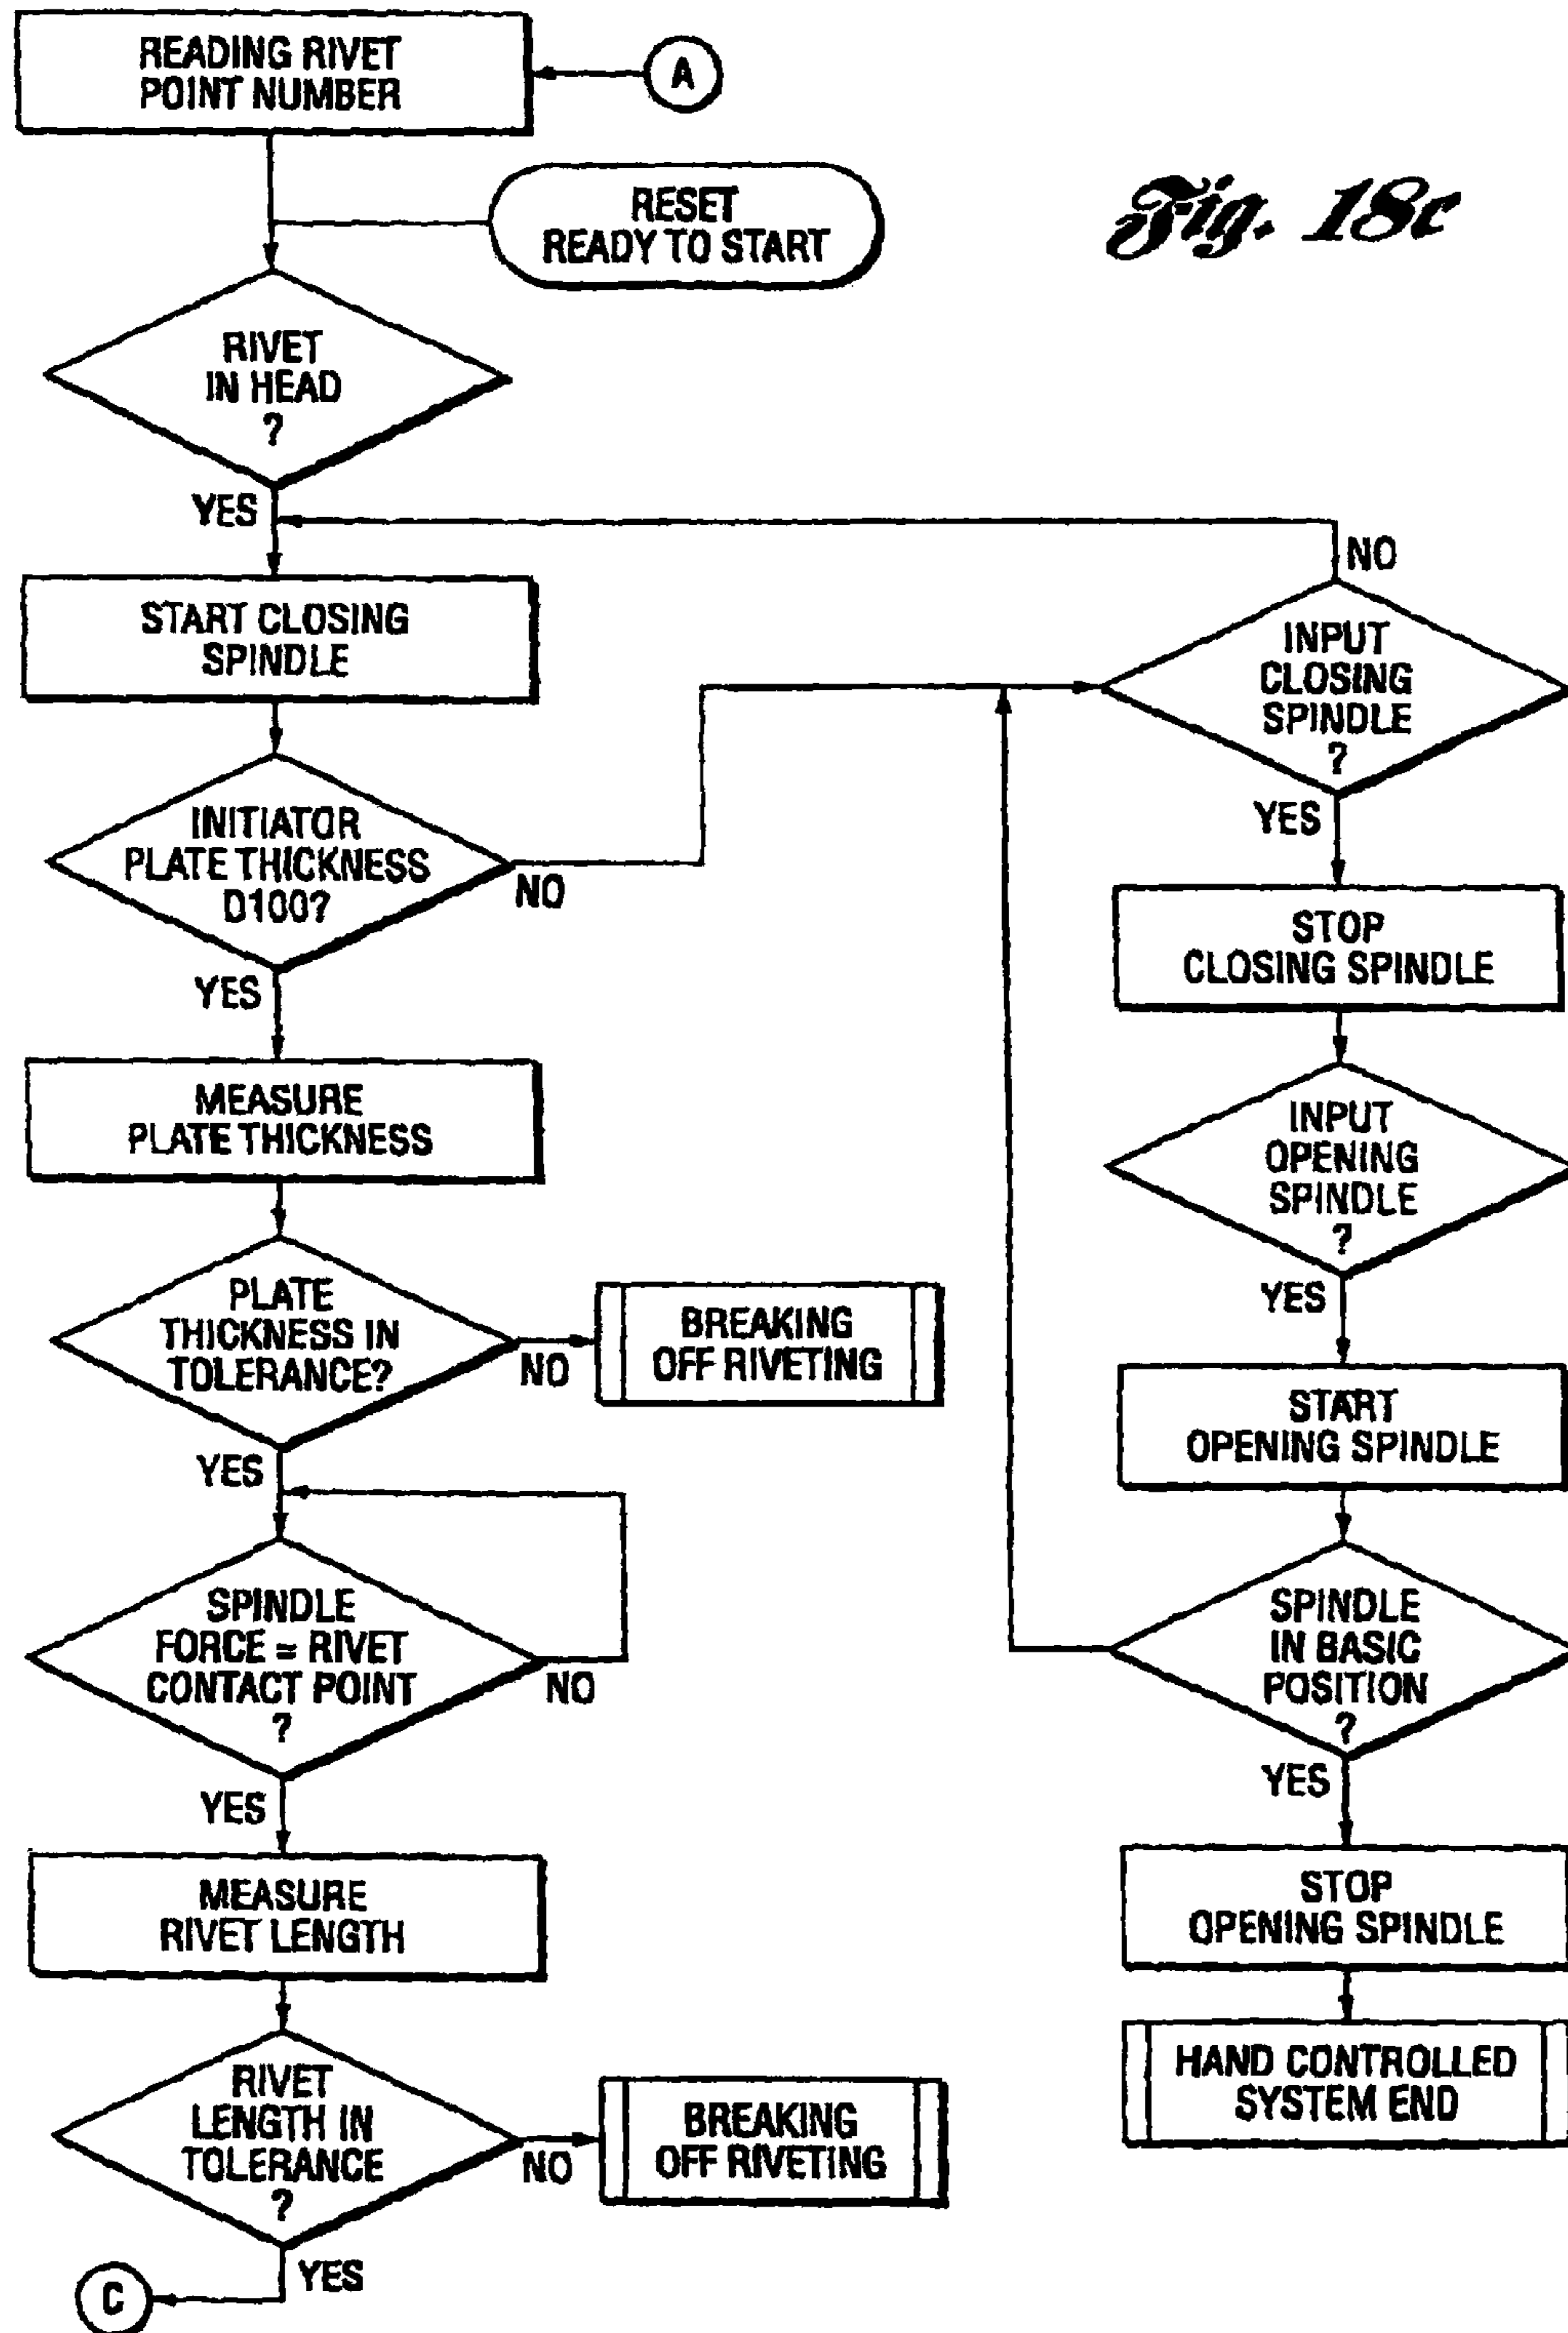 READING RIVET
POINT NUMBER
A
RESET
READY TO START
Fig. 18c
RIVET
IN HEAD
?
YES
START CLOSING
SPINDLE
INITIATOR
PLATE THICKNESS
D100?
NO
YES
MEASURE
PLATE THICKNESS
PLATE
THICKNESS IN
TOLERANCE?
NO
BREAKING
OFF RIVETING
YES
SPINDLE
FORCE = RIVET
CONTACT POINT
?
NO
YES
MEASURE
RIVET LENGTH
RIVET
LENGTH IN
TOLERANCE
?
NO
BREAKING
OFF RIVETING
YES
C
NO
INPUT
CLOSING
SPINDLE
?
YES
STOP
CLOSING SPINDLE
INPUT
OPENING
SPINDLE
?
YES
START
OPENING SPINDLE
SPINDLE
IN BASIC
POSITION
?
YES
STOP
OPENING SPINDLE
HAND CONTROLLED
SYSTEM END